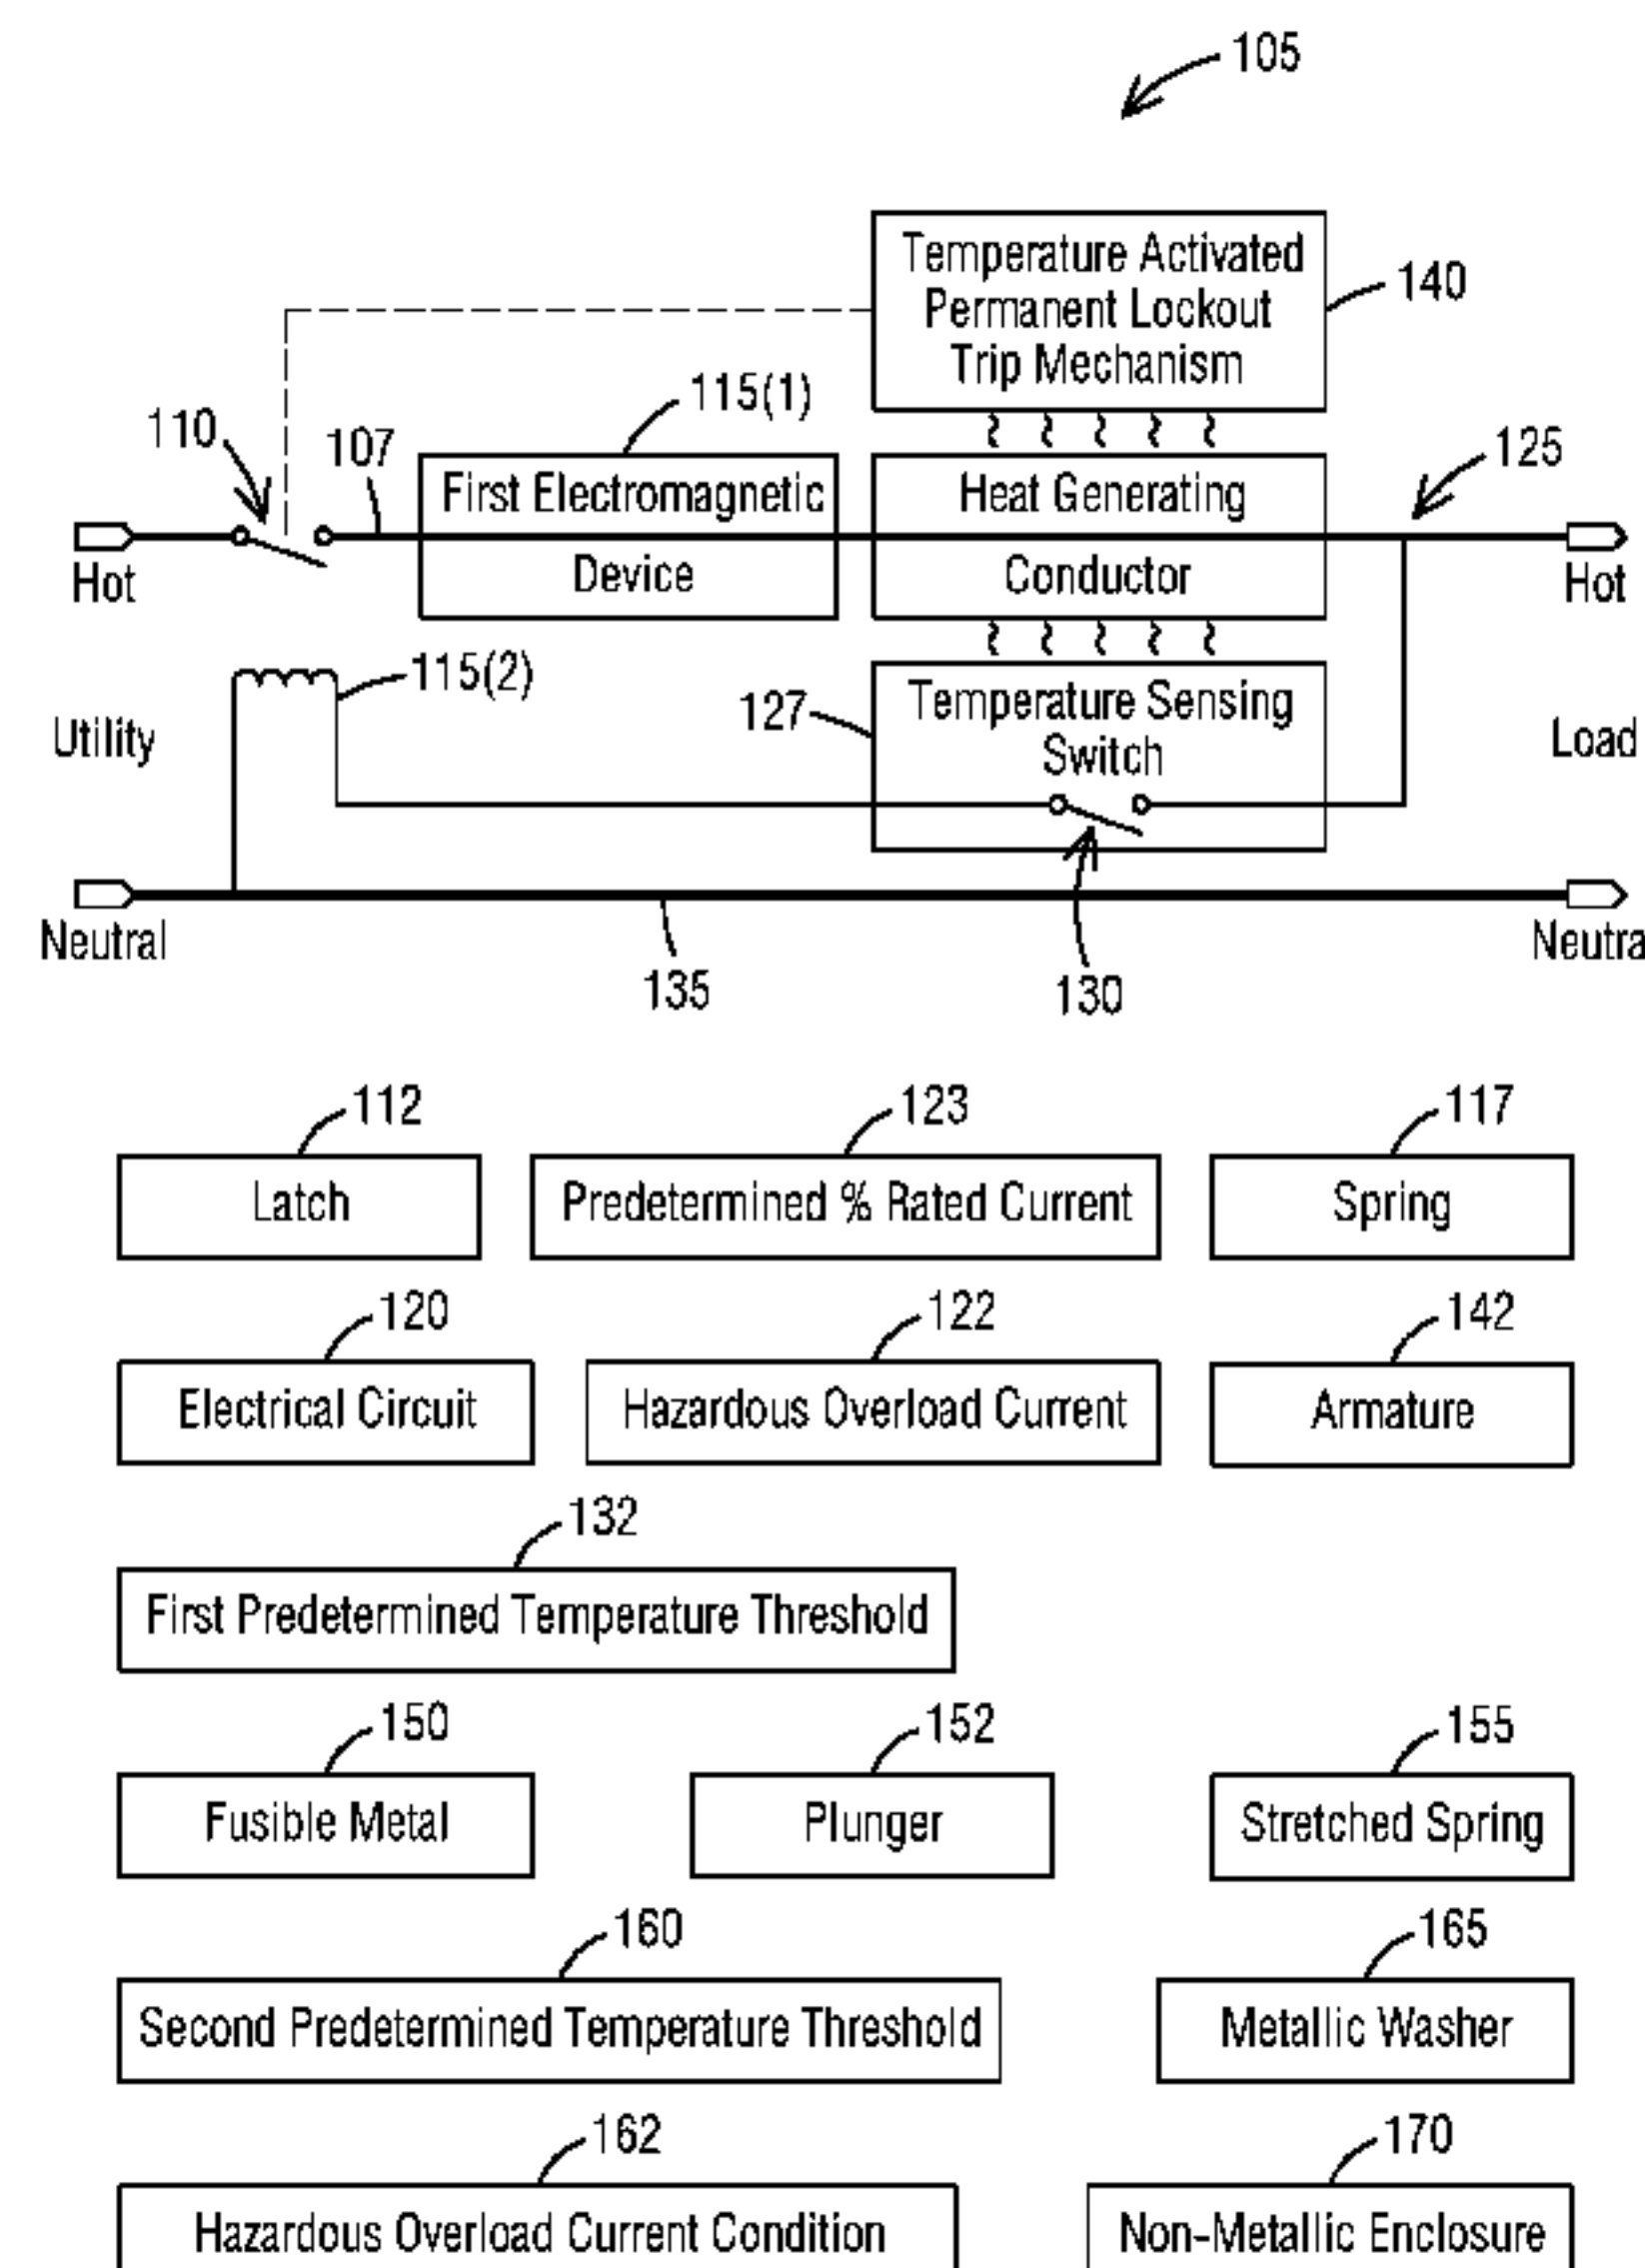 105
Temperature Activated
Permanent Lockout
Trip Mechanism
140
115(1)
110
107
125
First Electromagnetic
Device
Heat Generating
Conductor
Hot
Hot
115(2)
127
Temperature Sensing
Switch
Utility
Load
Neutral
Neutra
135
130
112
123
117
Latch
Predetermined % Rated Current
Spring
120
122
142
Electrical Circuit
Hazardous Overload Current
Armature
132
First Predetermined Temperature Threshold
150
152
155
Fusible Metal
Plunger
Stretched Spring
160
165
Second Predetermined Temperature Threshold
Metallic Washer
162
170
Hazardous Overload Current Condition
Non-Metallic Enclosure